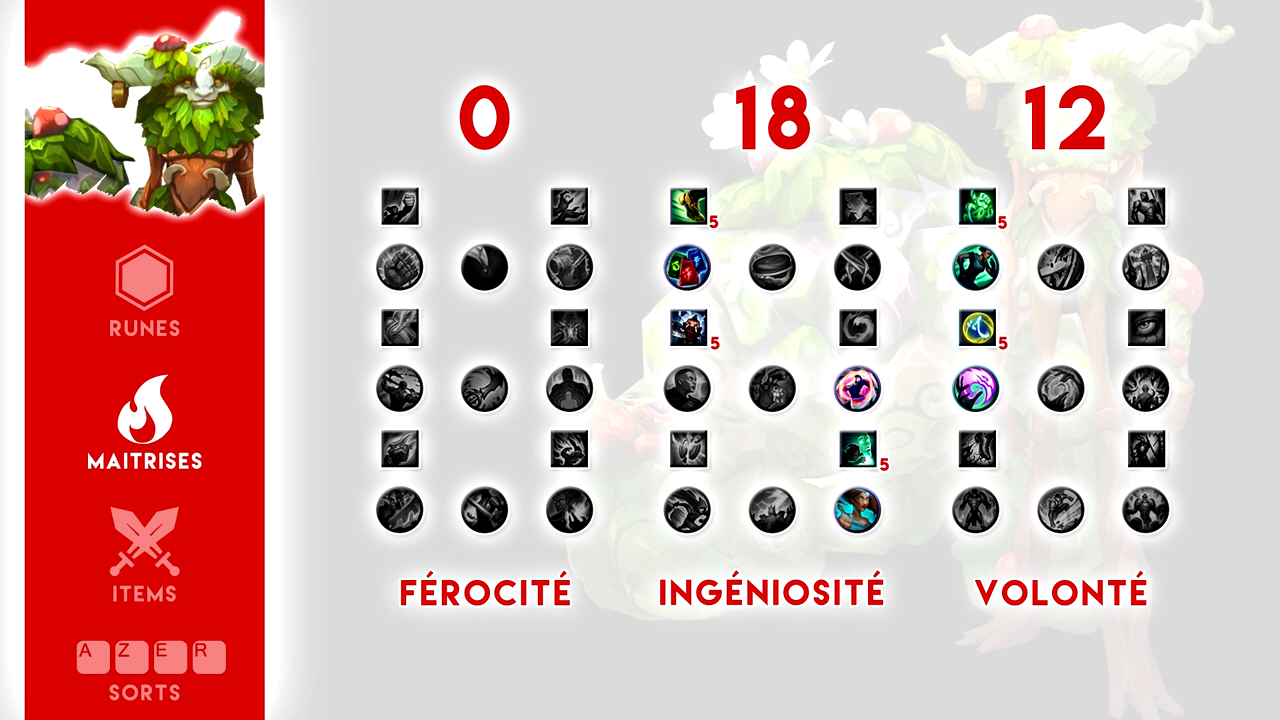 0 18 12
5 5
5 5
5
FÉROCITÉ INGÉNIOSITÉ VOLONTÉ
RUNES
MAITRISES
ITEMS
A Z E R
SORTS